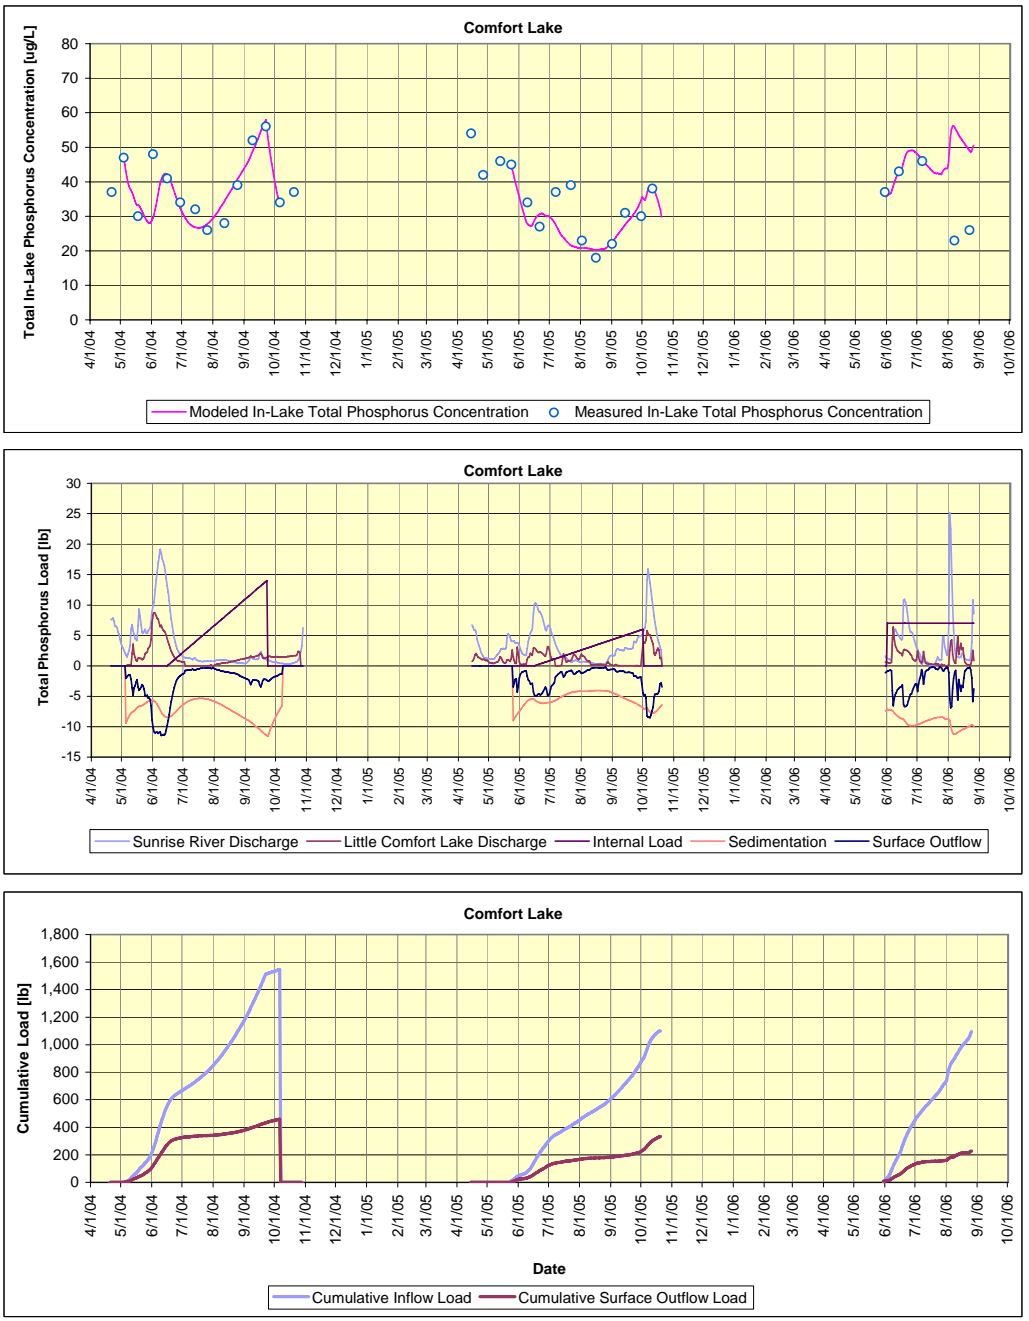 Comfort Lake
Total In-Lake Phosphorus Concentration [ug/L]
80
70
60
50
40
30
20
10
0
4/1/04 5/1/04 6/1/04 7/1/04 8/1/04 9/1/04 10/1/04 11/1/04 12/1/04 1/1/05 2/1/05 3/1/05 4/1/05 5/1/05 6/1/05 7/1/05 8/1/05 9/1/05 10/1/05 11/1/05 12/1/05 1/1/06 2/1/06 3/1/06 4/1/06 5/1/06 6/1/06 7/1/06 8/1/06 9/1/06 10/1/06
Modeled In-Lake Total Phosphorus Concentration Measured In-Lake Total Phosphorus Concentration
Comfort Lake
Total Phosphorus Load [lb]
30
25
20
15
10
5
0
-5
-10
-15
4/1/04 5/1/04 6/1/04 7/1/04 8/1/04 9/1/04 10/1/04 11/1/04 12/1/04 1/1/05 2/1/05 3/1/05 4/1/05 5/1/05 6/1/05 7/1/05 8/1/05 9/1/05 10/1/05 11/1/05 12/1/05 1/1/06 2/1/06 3/1/06 4/1/06 5/1/06 6/1/06 7/1/06 8/1/06 9/1/06 10/1/06
Sunrise River Discharge Little Comfort Lake Discharge Internal Load Sedimentation Surface Outflow
Comfort Lake
Cumulative Load [lb]
1,800
1,600
1,400
1,200
1,000
800
600
400
200
0
4/1/04 5/1/04 6/1/04 7/1/04 8/1/04 9/1/04 10/1/04 11/1/04 12/1/04 1/1/05 2/1/05 3/1/05 4/1/05 5/1/05 6/1/05 7/1/05 8/1/05 9/1/05 10/1/05 11/1/05 12/1/05 1/1/06 2/1/06 3/1/06 4/1/06 5/1/06 6/1/06 7/1/06 8/1/06 9/1/06 10/1/06
Date
Cumulative Inflow Load Cumulative Surface Outflow Load